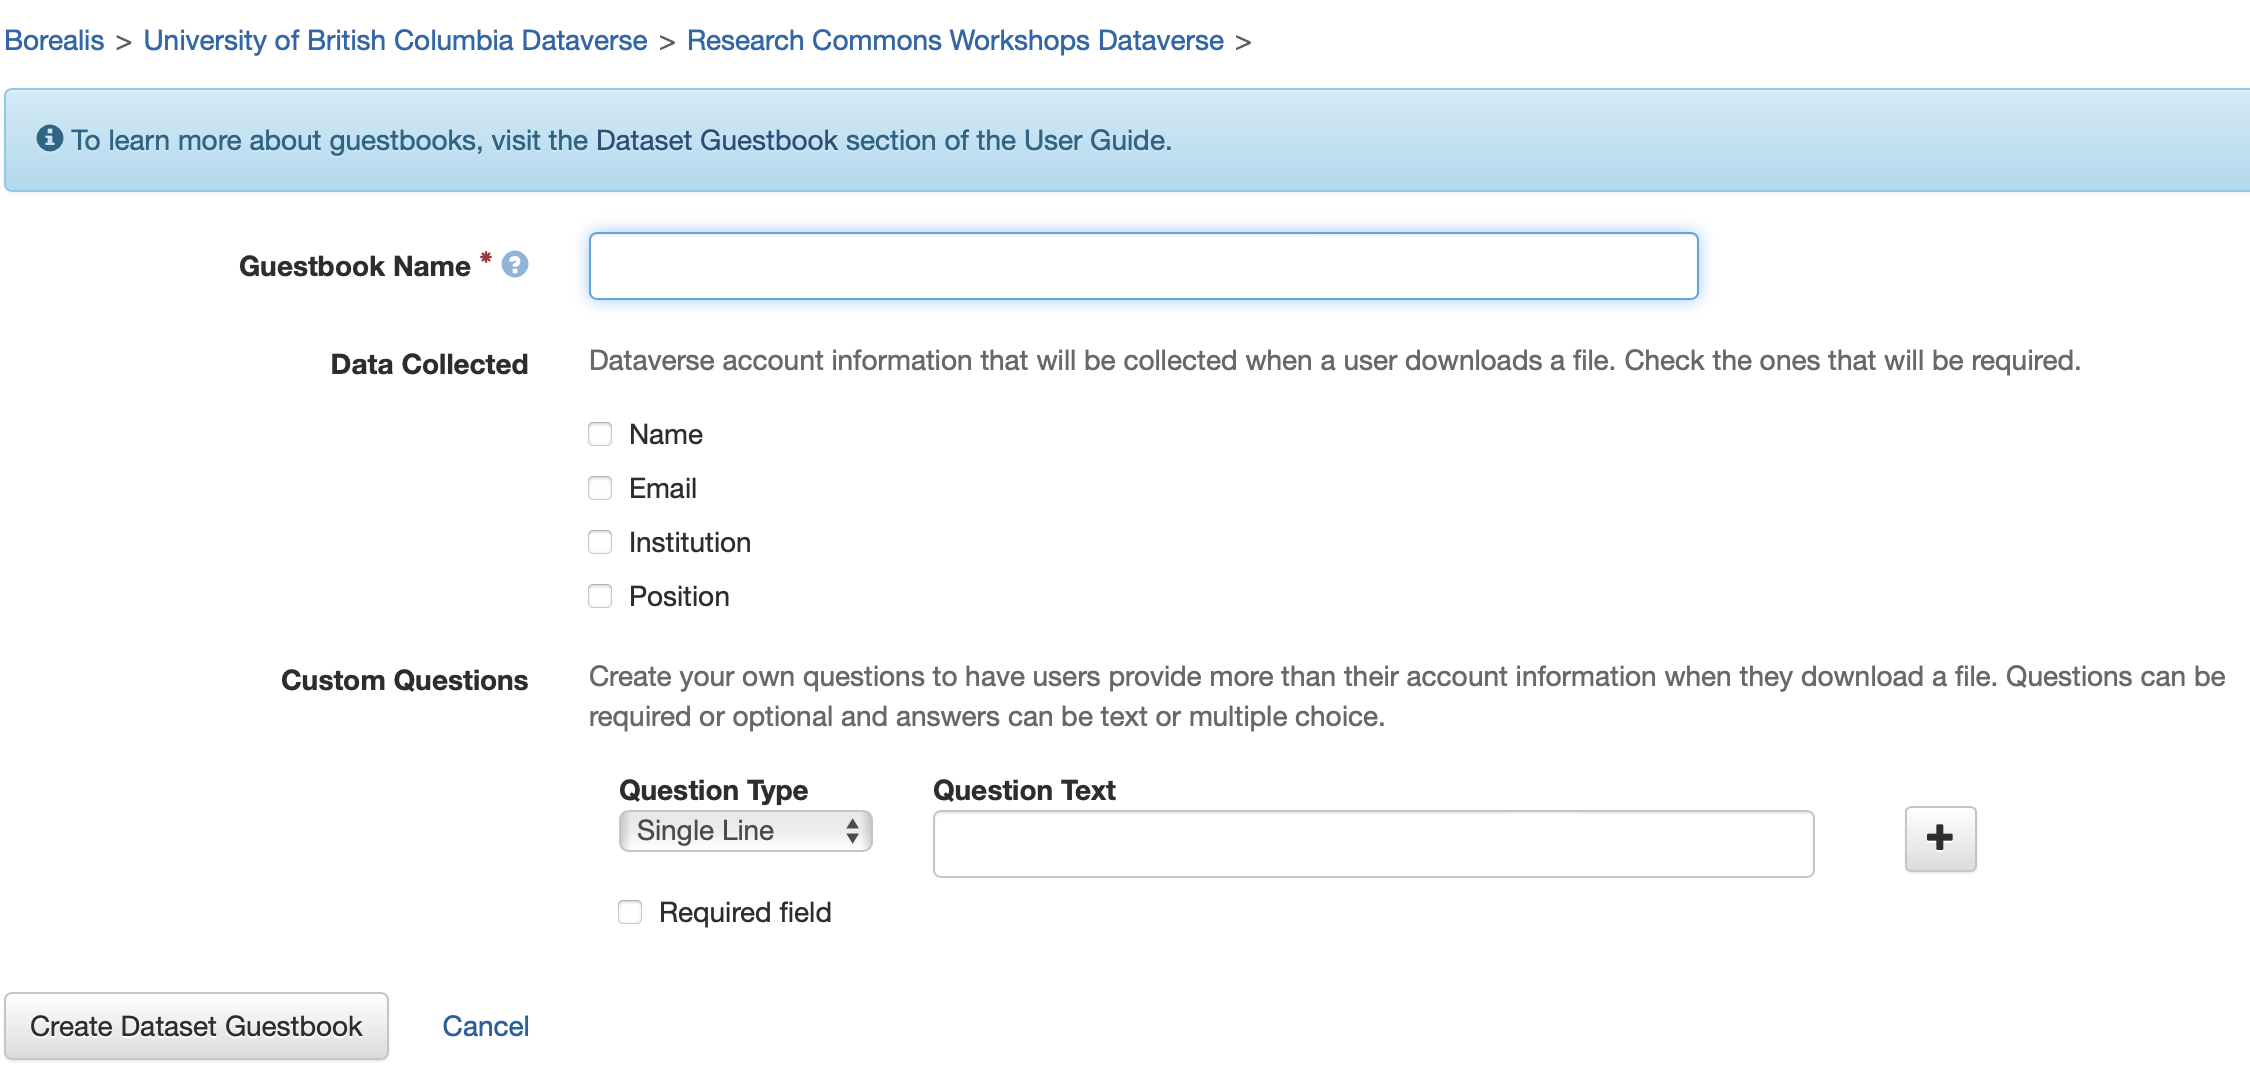 Borealis > University of British Columbia Dataverse > Research Commons Workshops Dataverse >
To learn more about guestbooks, visit the Dataset Guestbook section of the User Guide.
Guestbook Name *
Data Collected
Dataverse account information that will be collected when a user downloads a file. Check the ones that will be required.
Name
Email
Institution
Position
Custom Questions
Create your own questions to have users provide more than their account information when they download a file. Questions can be
required or optional and answers can be text or multiple choice.
Question Type
Question Text
Single Line
Required field
Create Dataset Guestbook
Cancel